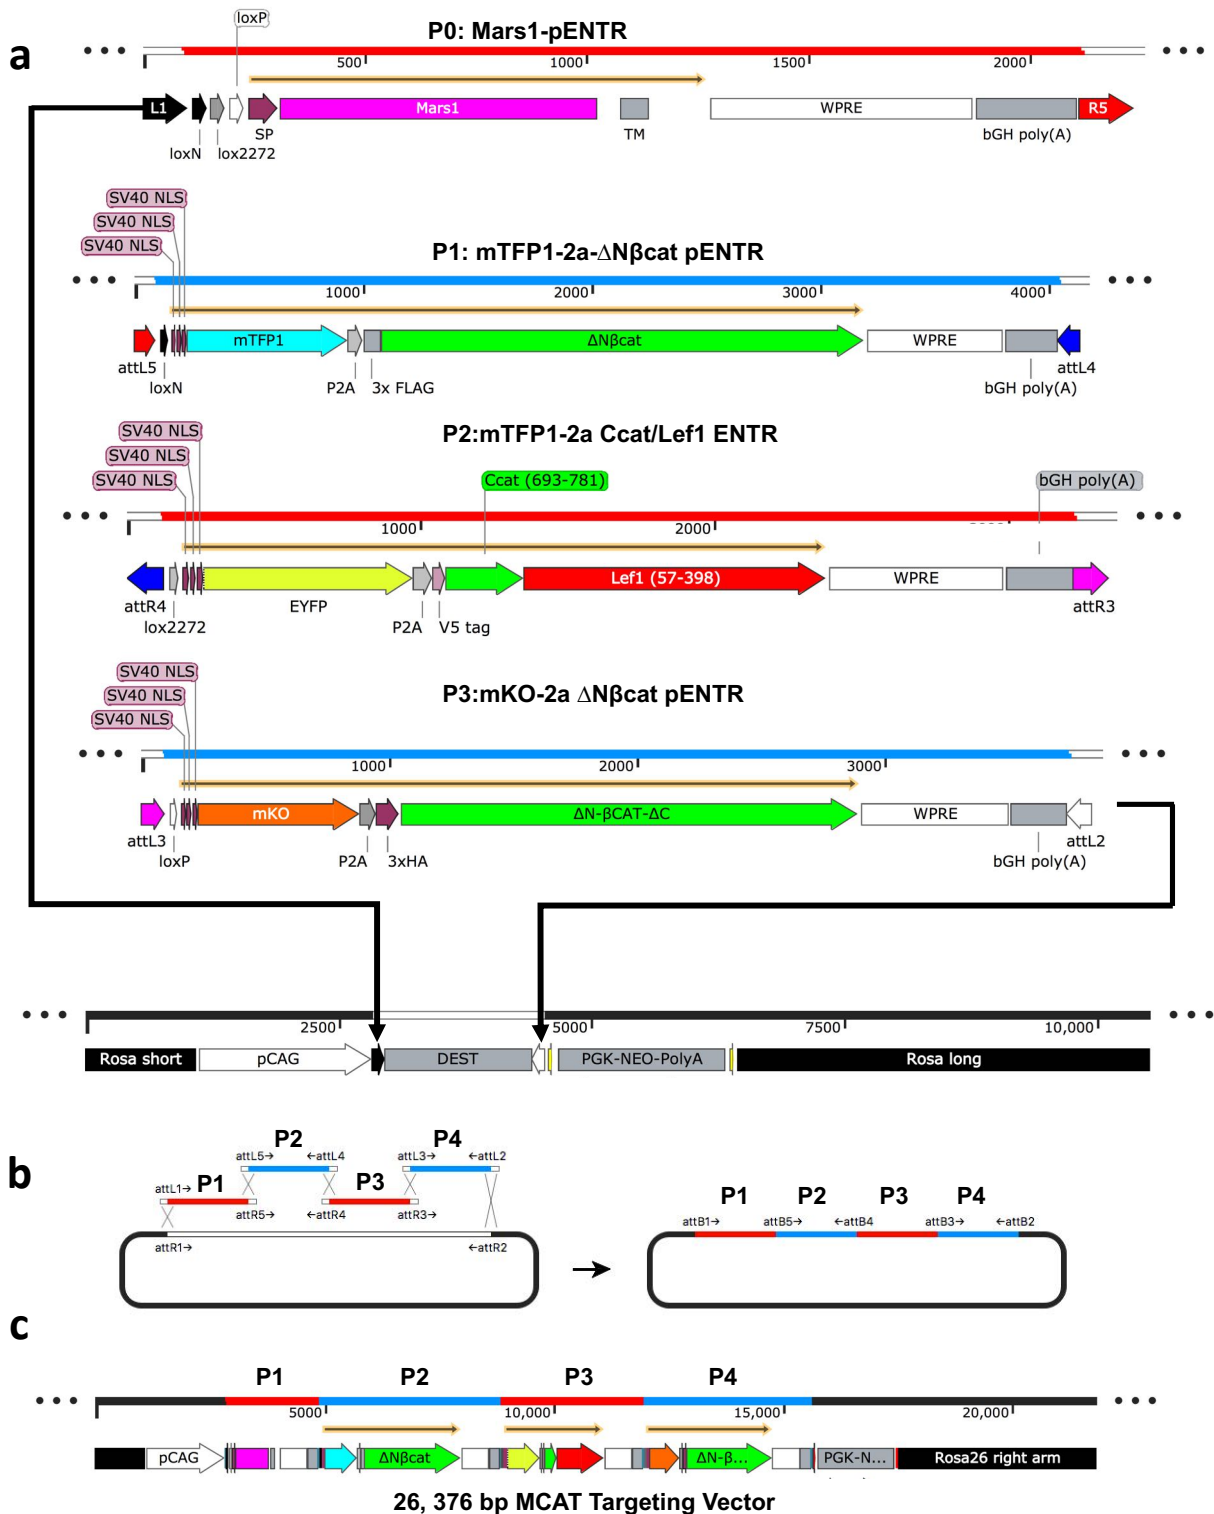 a
loxP
P0: Mars1-pENTR
500 1000 1500 2000
L1 Mars1 WPRE R5
SP TM bGH poly(A)
loxN lox2272
SV40 NLS
SV40 NLS
SV40 NLS
P1: mTFP1-2a-ΔNβcat pENTR
1000 2000 3000 4000
mTFP1 ΔNβcat WPRE
attL5 attL4
loxN P2A 3x FLAG bGH poly(A)
SV40 NLS
SV40 NLS
SV40 NLS
P2:mTFP1-2a Ccat/Lef1 ENTR
Ccat (693-781) bGH poly(A)
1000 2000
Lef1 (57-398) WPRE
attR4 EYFP attR3
lox2272 P2A V5 tag
SV40 NLS
SV40 NLS
SV40 NLS
P3:mKO-2a ΔNβcat pENTR
1000 2000 3000
mKO ΔN-βCAT-ΔC WPRE
attL3 attL2
loxP P2A 3xHA bGH poly(A)
2500 5000 7500 10,000
Rosa short pCAG DEST PGK-NEO-PolyA Rosa long
b
P2 P4
attL5→ ←attL4 attL3→ ←attL2
attL1→ P1 P3
attR5→ ←attR4 attR3→
attR1→ ←attR2
P1 P2 P3 P4
attB1→ attB5→ ←attB4 attB3→ ←attB2
c
P1 P2 P3 P4
5000 10,000 15,000 20,000
pCAG ΔNβcat ΔN-β... PGK-N... Rosa26 right arm
26, 376 bp MCAT Targeting Vector